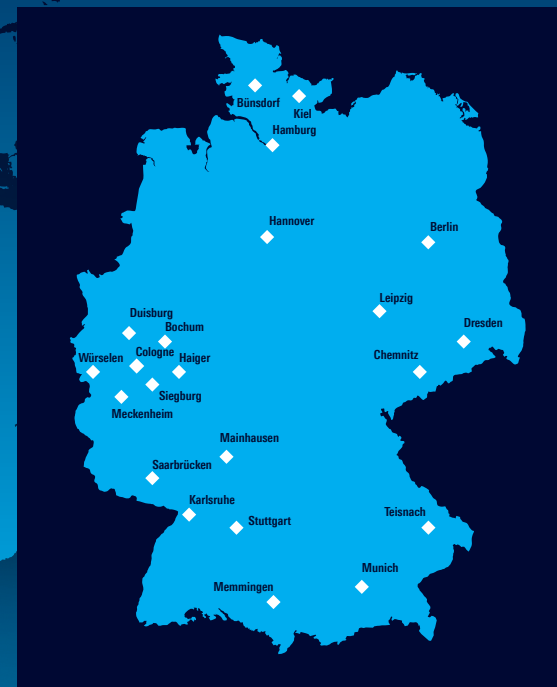 Bünsdorf
Kiel
Hamburg
Hannover
Berlin
Leipzig
Duisburg
Dresden
Bochum
Cologne
Würselen
Haiger
Chemnitz
Siegburg
Meckenheim
Mainhausen
Saarbrücken
Karlsruhe
Teisnach
Stuttgart
Munich
Memmingen